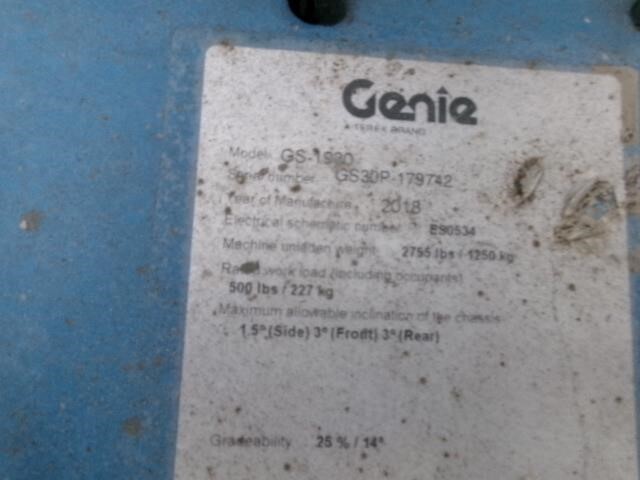 Genie
A TEREX BRAND
Model: GS-1930
Serial number: GS30P-179742
Year of Manufacture: 2018
Electrical schematic number: ES0534
Machine unladen weight: 2755 lbs / 1250 kg
Rated work load (including occupants):
500 lbs / 227 kg
Maximum allowable inclination of the chassis:
1.5° (Side) 3° (Front) 3° (Rear)
Gradeability: 25 % / 14°